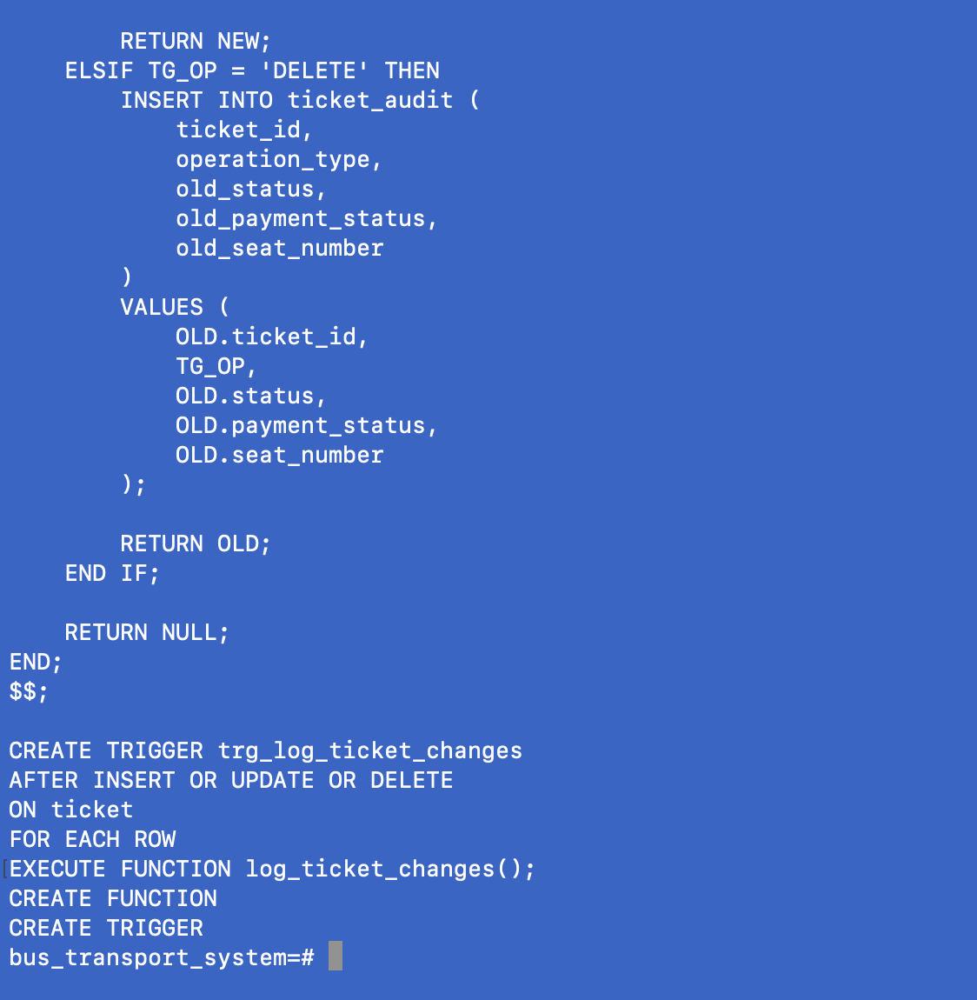 RETURN NEW;
    ELSIF TG_OP = 'DELETE' THEN
        INSERT INTO ticket_audit (
            ticket_id,
            operation_type,
            old_status,
            old_payment_status,
            old_seat_number
        )
        VALUES (
            OLD.ticket_id,
            TG_OP,
            OLD.status,
            OLD.payment_status,
            OLD.seat_number
        );

        RETURN OLD;
    END IF;

    RETURN NULL;
END;
$$;

CREATE TRIGGER trg_log_ticket_changes
AFTER INSERT OR UPDATE OR DELETE
ON ticket
FOR EACH ROW
EXECUTE FUNCTION log_ticket_changes();
CREATE FUNCTION
CREATE TRIGGER
bus_transport_system=#